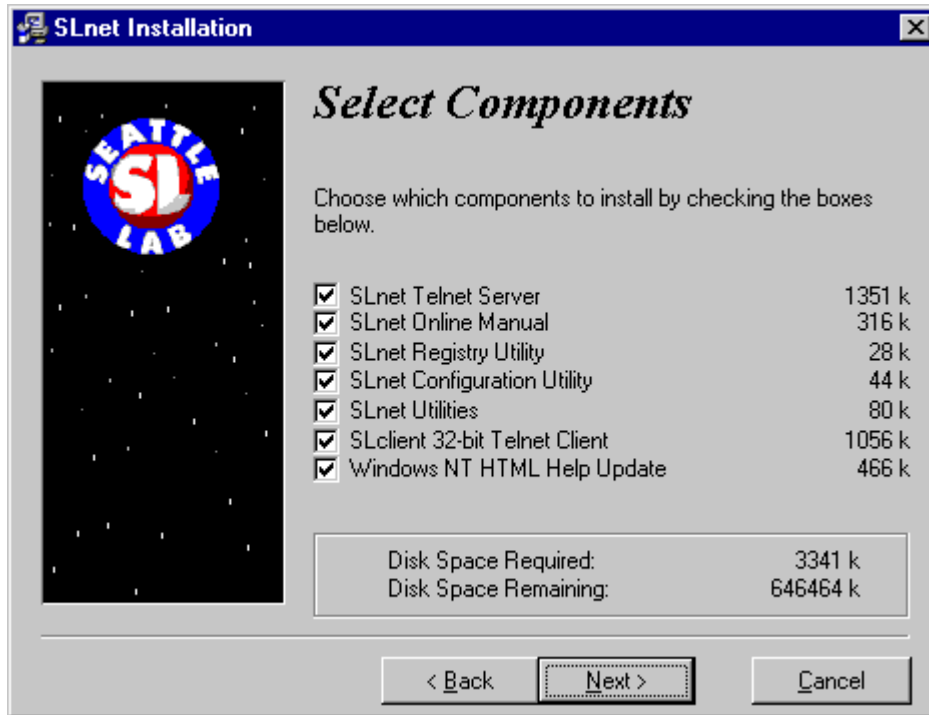 SLnet Installation
SEATTLE
SL
LAB
Select Components
Choose which components to install by checking the boxes
below.
SLnet Telnet Server 1351 k
SLnet Online Manual 316 k
SLnet Registry Utility 28 k
SLnet Configuration Utility 44 k
SLnet Utilities 80 k
SLclient 32-bit Telnet Client 1056 k
Windows NT HTML Help Update 466 k
Disk Space Required: 3341 k
Disk Space Remaining: 646464 k
< Back Next > Cancel